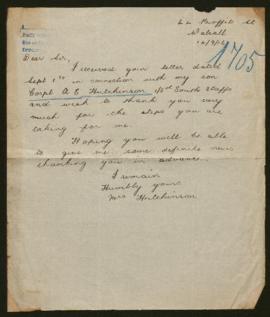 Walsall
1705
Dear Sir,
I received your letter dated
Sept 1st in connection with my son
Corpl A E Hutchinson 1/5th South Staffs
and wish to thank you very
much for the steps you are
taking for me.
Hoping you will be able
to give me some definite news
thanking you in advance.
I remain
Humbly yours
Mrs Hutchinson